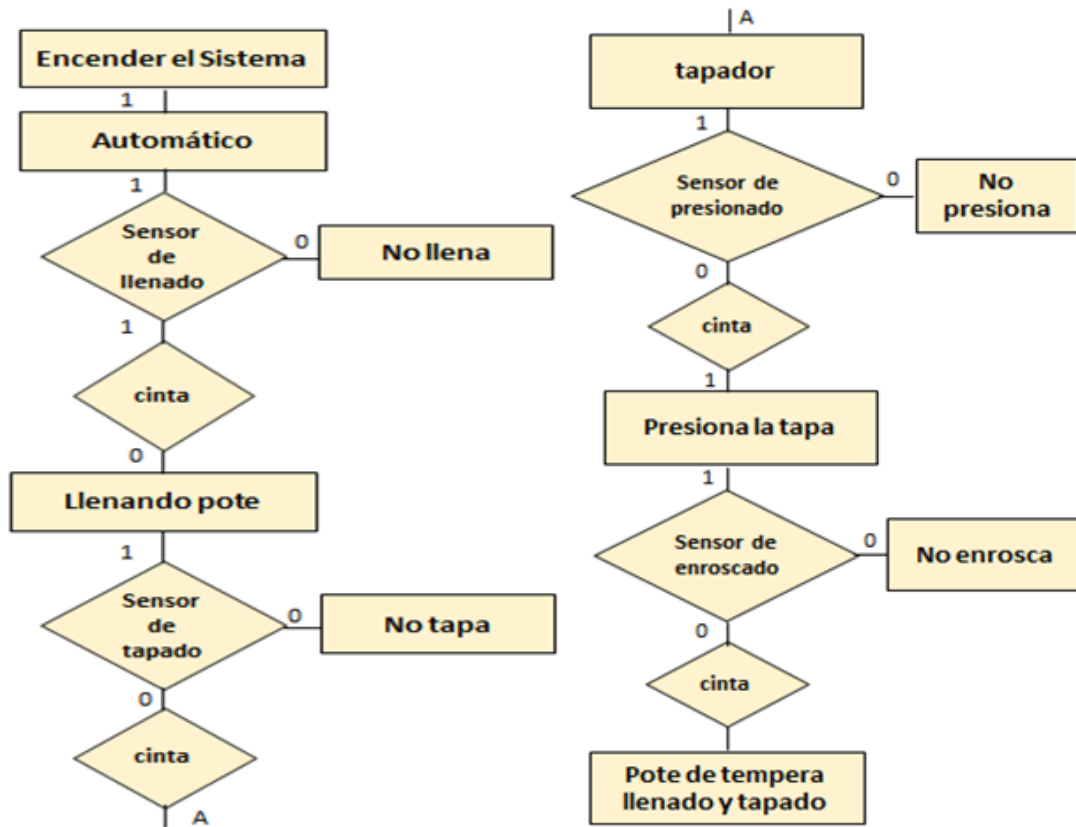 Encender el Sistema
1
Automático
1
Sensor
de
llenado
0
No llena
1
cinta
0
Llenando pote
1
Sensor
de
tapado
0
No tapa
0
cinta
A
A
tapador
1
Sensor de
presionado
0
No
presiona
0
cinta
1
Presiona la tapa
1
Sensor de
enroscado
0
No enrosca
0
cinta
Pote de tempera
llenado y tapado